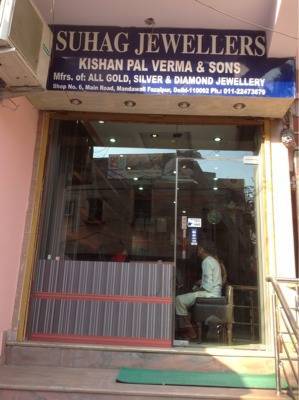 SUHAG JEWELLERS
KISHAN PAL VERMA & SONS
Mfrs. of: ALL GOLD, SILVER & DIAMOND JEWELLERY
Shop No. 6, Main Road, Mandawali Fazalpur, Delhi-110092 Ph.: 011-22473679